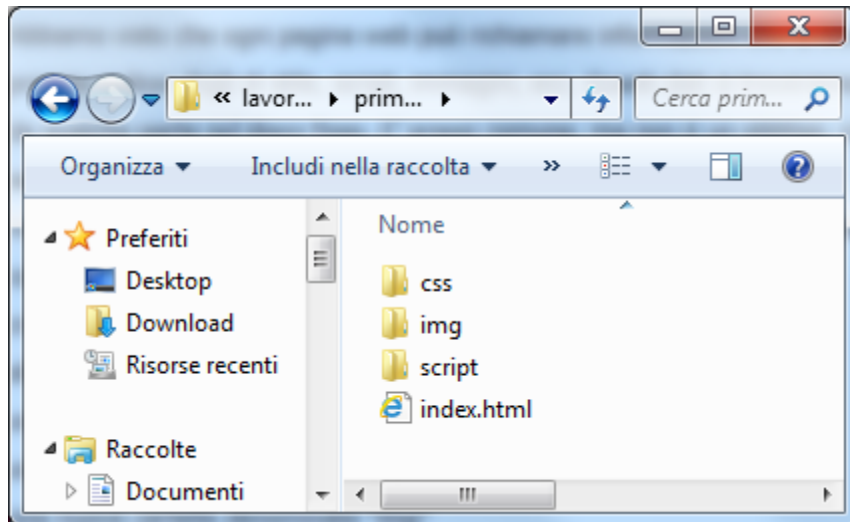 « lavor... prim... Cerca prim...
Organizza Includi nella raccolta »
Nome
Preferiti
Desktop
Download
Risorse recenti
Raccolte
Documenti
css
img
script
index.html